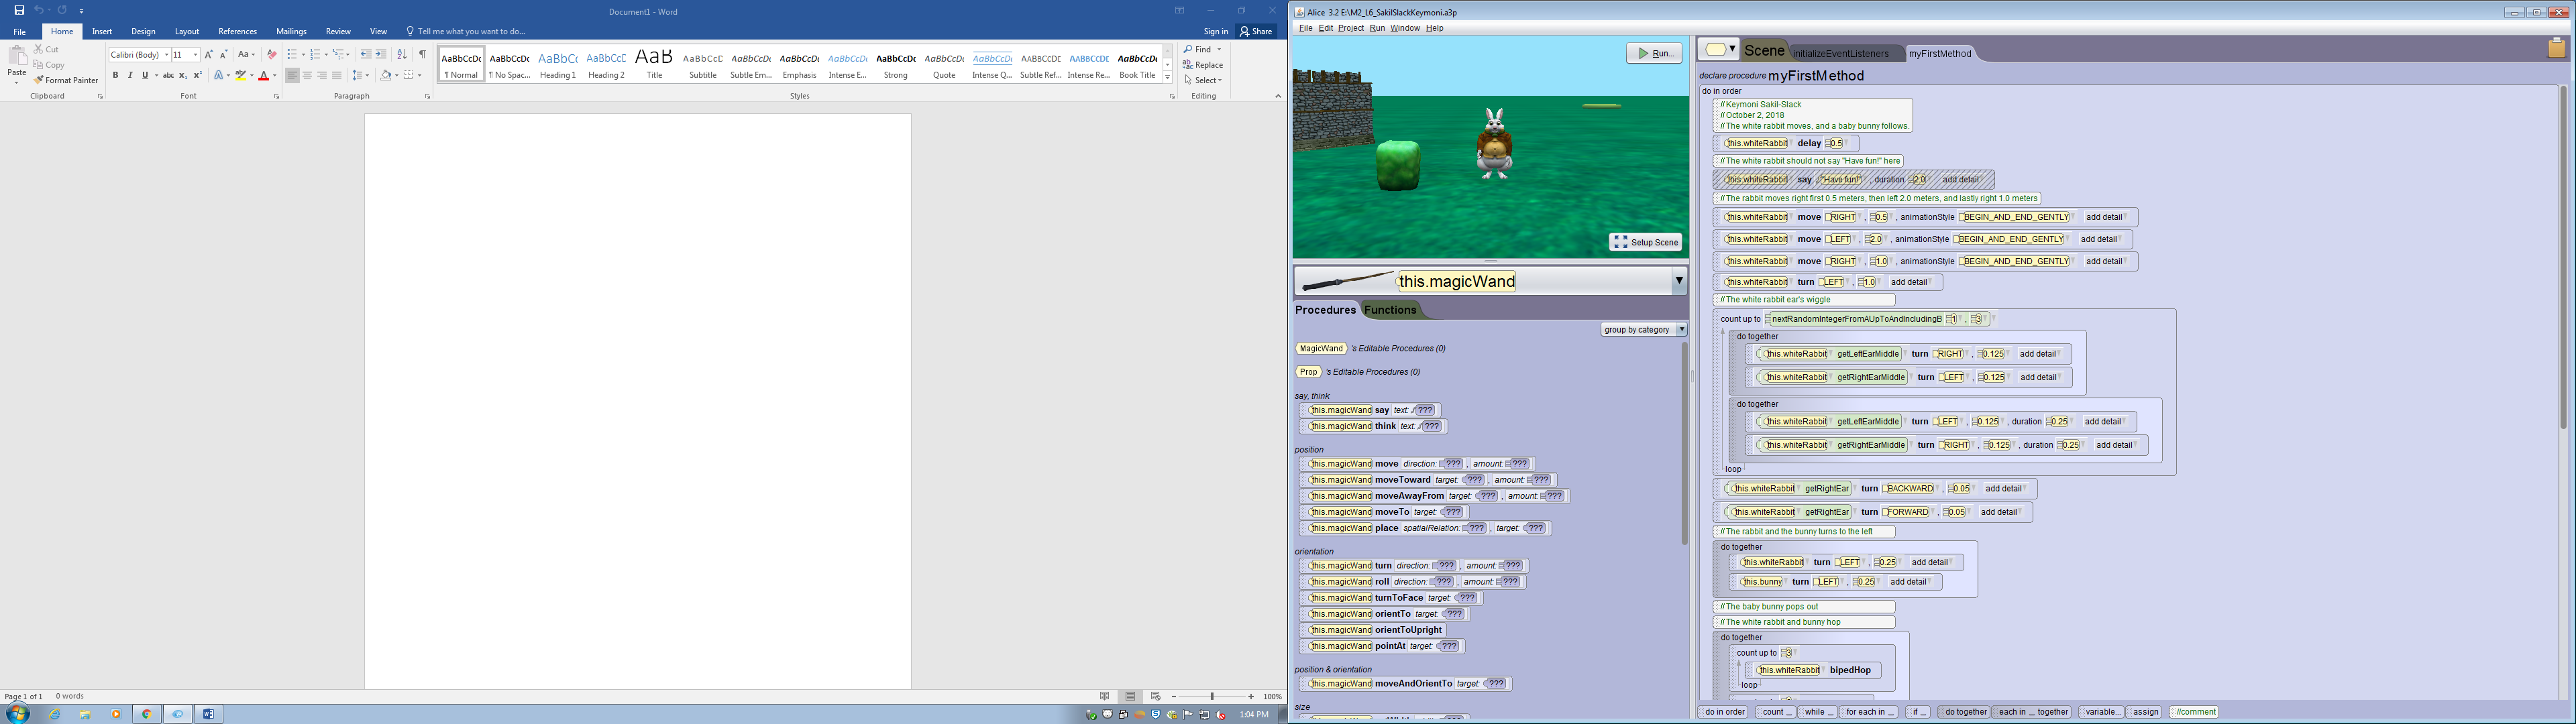 Document1 - Word
File Home Insert Design Layout References Mailings Review View Tell me what you want to do... Sign in Share
Paste
Cut
Copy
Format Painter
Clipboard
Calibri (Body) 11
B I U abc X₂ X²
Font
Paragraph
AaBbCcDc AaBbCcDc AaBbCc AaBbCcE AaB AaBbCcD AaBbCcDc AaBbCcDc AaBbCcDc AaBbCcDc AaBbCcDc AaBbCcDc AABBCCDC AABBCCDC AaBbCcDc
¶ Normal ¶ No Spac... Heading 1 Heading 2 Title Subtitle Subtle Em... Emphasis Intense E... Strong Quote Intense Q... Subtle Ref... Intense Re... Book Title
Styles
Find
Replace
Select
Editing
Page 1 of 1 0 words
100%
1:04 PM
Alice 3.2 E:\M2_L6_SakilSlackKeymoni.a3p
File Edit Project Run Window Help
Run...
Setup Scene
this.magicWand
Procedures Functions
group by category
MagicWand 's Editable Procedures (0)
Prop 's Editable Procedures (0)
say, think
this.magicWand say text: ???
this.magicWand think text: ???
position
this.magicWand move direction: ??? , amount: ???
this.magicWand moveToward target: ??? , amount: ???
this.magicWand moveAwayFrom target: ??? , amount: ???
this.magicWand moveTo target: ???
this.magicWand place spatialRelation: ??? , target: ???
orientation
this.magicWand turn direction: ??? , amount: ???
this.magicWand roll direction: ??? , amount: ???
this.magicWand turnToFace target: ???
this.magicWand orientTo target: ???
this.magicWand orientToUpright
this.magicWand pointAt target: ???
position & orientation
this.magicWand moveAndOrientTo target: ???
size
Scene initializeEventListeners myFirstMethod
declare procedure myFirstMethod
do in order
//Keymoni Sakil-Slack
//October 2, 2018
//The white rabbit moves, and a baby bunny follows.
this.whiteRabbit delay 0.5
//The white rabbit should not say "Have fun!" here
this.whiteRabbit say "Have fun!" , duration 2.0 add detail
//The rabbit moves right first 0.5 meters, then left 2.0 meters, and lastly right 1.0 meters
this.whiteRabbit move RIGHT , 0.5 , animationStyle BEGIN_AND_END_GENTLY add detail
this.whiteRabbit move LEFT , 2.0 , animationStyle BEGIN_AND_END_GENTLY add detail
this.whiteRabbit move RIGHT , 1.0 , animationStyle BEGIN_AND_END_GENTLY add detail
this.whiteRabbit turn LEFT , 1.0 add detail
//The white rabbit ear's wiggle
count up to nextRandomIntegerFromAUpToAndIncludingB 1 , 3
do together
this.whiteRabbit getLeftEarMiddle turn RIGHT , 0.125 add detail
this.whiteRabbit getRightEarMiddle turn LEFT , 0.125 add detail
do together
this.whiteRabbit getLeftEarMiddle turn LEFT , 0.125 , duration 0.25 add detail
this.whiteRabbit getRightEarMiddle turn RIGHT , 0.125 , duration 0.25 add detail
loop
this.whiteRabbit getRightEar turn BACKWARD , 0.05 add detail
this.whiteRabbit getRightEar turn FORWARD , 0.05 add detail
//The rabbit and the bunny turns to the left
do together
this.whiteRabbit turn LEFT , 0.25 add detail
this.bunny turn LEFT , 0.25 add detail
//The baby bunny pops out
//The white rabbit and bunny hop
do together
count up to 3
this.whiteRabbit bipedHop
loop
do in order count _ while _ for each in _ if _ do together each in _ together variable... assign //comment